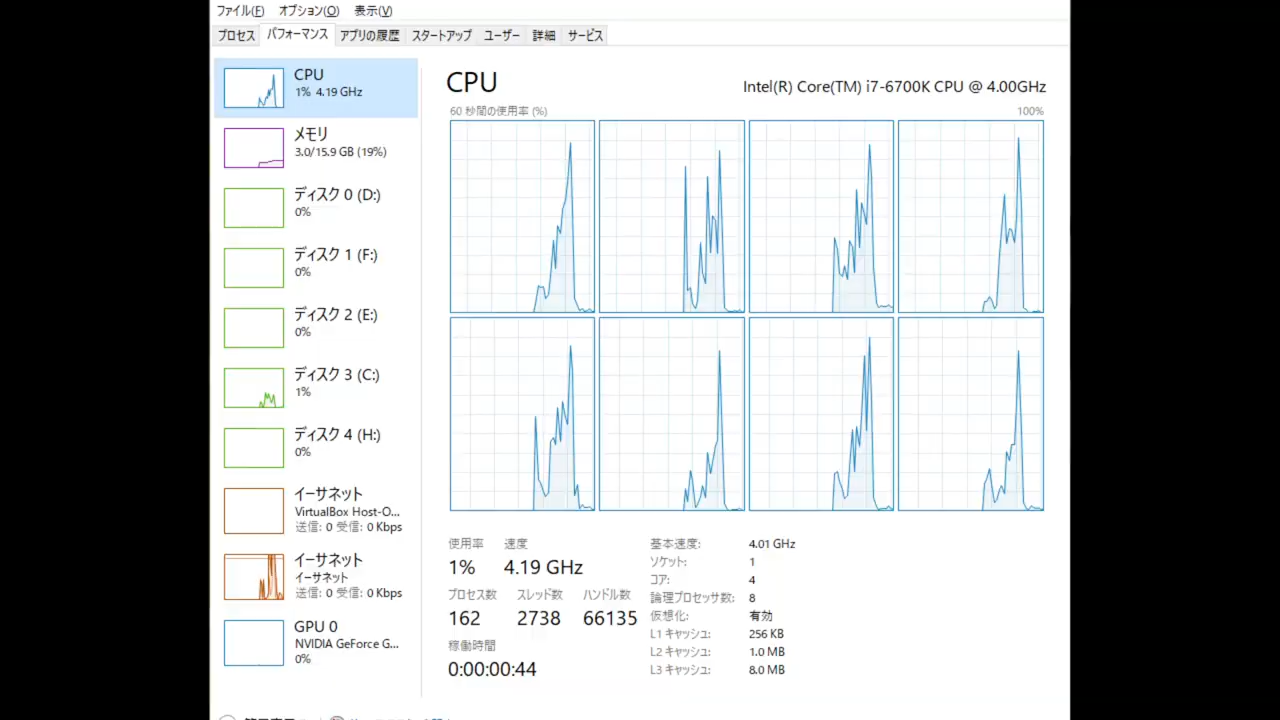 ファイル(F) オプション(O) 表示(V)
プロセス パフォーマンス アプリの履歴 スタートアップ ユーザー 詳細 サービス
CPU
1% 4.19 GHz
メモリ
3.0/15.9 GB (19%)
ディスク 0 (D:)
0%
ディスク 1 (F:)
0%
ディスク 2 (E:)
0%
ディスク 3 (C:)
1%
ディスク 4 (H:)
0%
イーサネット
VirtualBox Host-O...
送信: 0 受信: 0 Kbps
イーサネット
イーサネット
送信: 0 受信: 0 Kbps
GPU 0
NVIDIA GeForce G...
0%
CPU Intel(R) Core(TM) i7-6700K CPU @ 4.00GHz
60 秒間の使用率 (%) 100%
使用率 速度
1% 4.19 GHz
プロセス数 スレッド数 ハンドル数
162 2738 66135
稼働時間
0:00:00:44
基本速度: 4.01 GHz
ソケット: 1
コア: 4
論理プロセッサ数: 8
仮想化: 有効
L1 キャッシュ: 256 KB
L2 キャッシュ: 1.0 MB
L3 キャッシュ: 8.0 MB